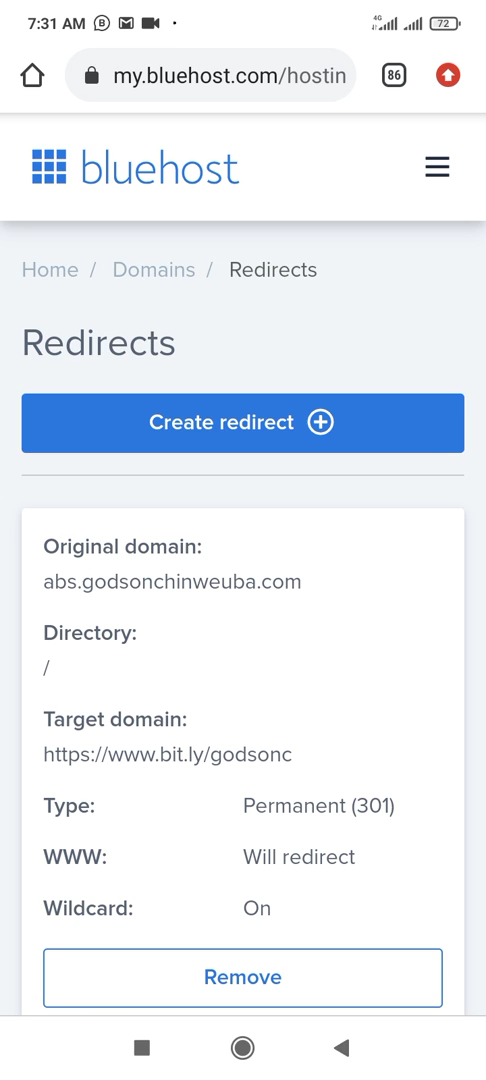 7:31 AM
4G
72
my.bluehost.com/hostin
86
bluehost
Home / Domains / Redirects
Redirects
Create redirect
Original domain:
abs.godsonchinweuba.com
Directory:
/
Target domain:
https://www.bit.ly/godsonc
Type: Permanent (301)
WWW: Will redirect
Wildcard: On
Remove